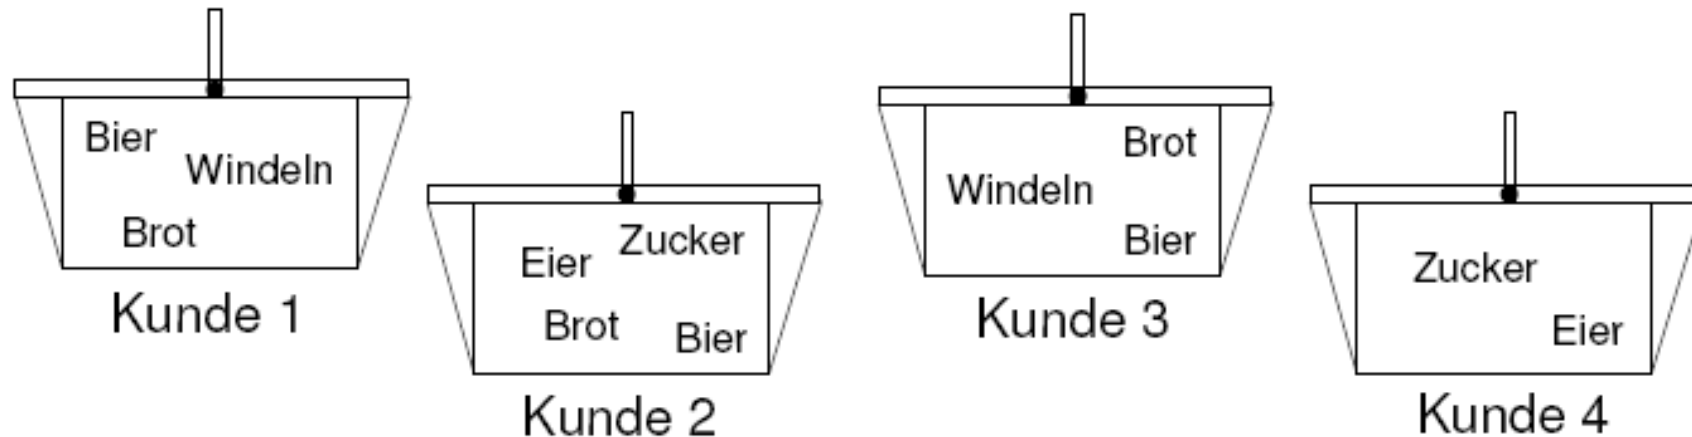 Bier
Windeln
Brot
Kunde 1
Zucker
Eier
Brot
Bier
Kunde 2
Brot
Windeln
Bier
Kunde 3
Zucker
Eier
Kunde 4